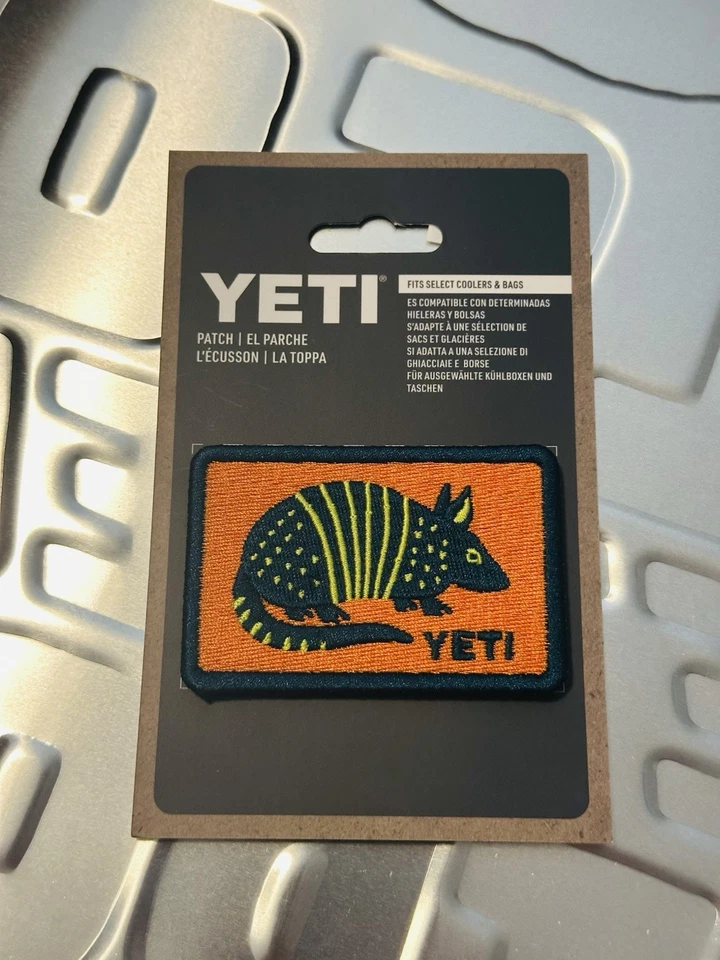 YETI®
PATCH | EL PARCHE
L'ÉCUSSON | LA TOPPA
FITS SELECT COOLERS & BAGS
ES COMPATIBLE CON DETERMINADAS
HIELERAS Y BOLSAS
S'ADAPTE À UNE SÉLECTION DE
SACS ET GLACIÈRES
SI ADATTA A UNA SELEZIONE DI
GHIACCIAIE E BORSE
FÜR AUSGEWÄHLTE KÜHLBOXEN UND
TASCHEN
YETI